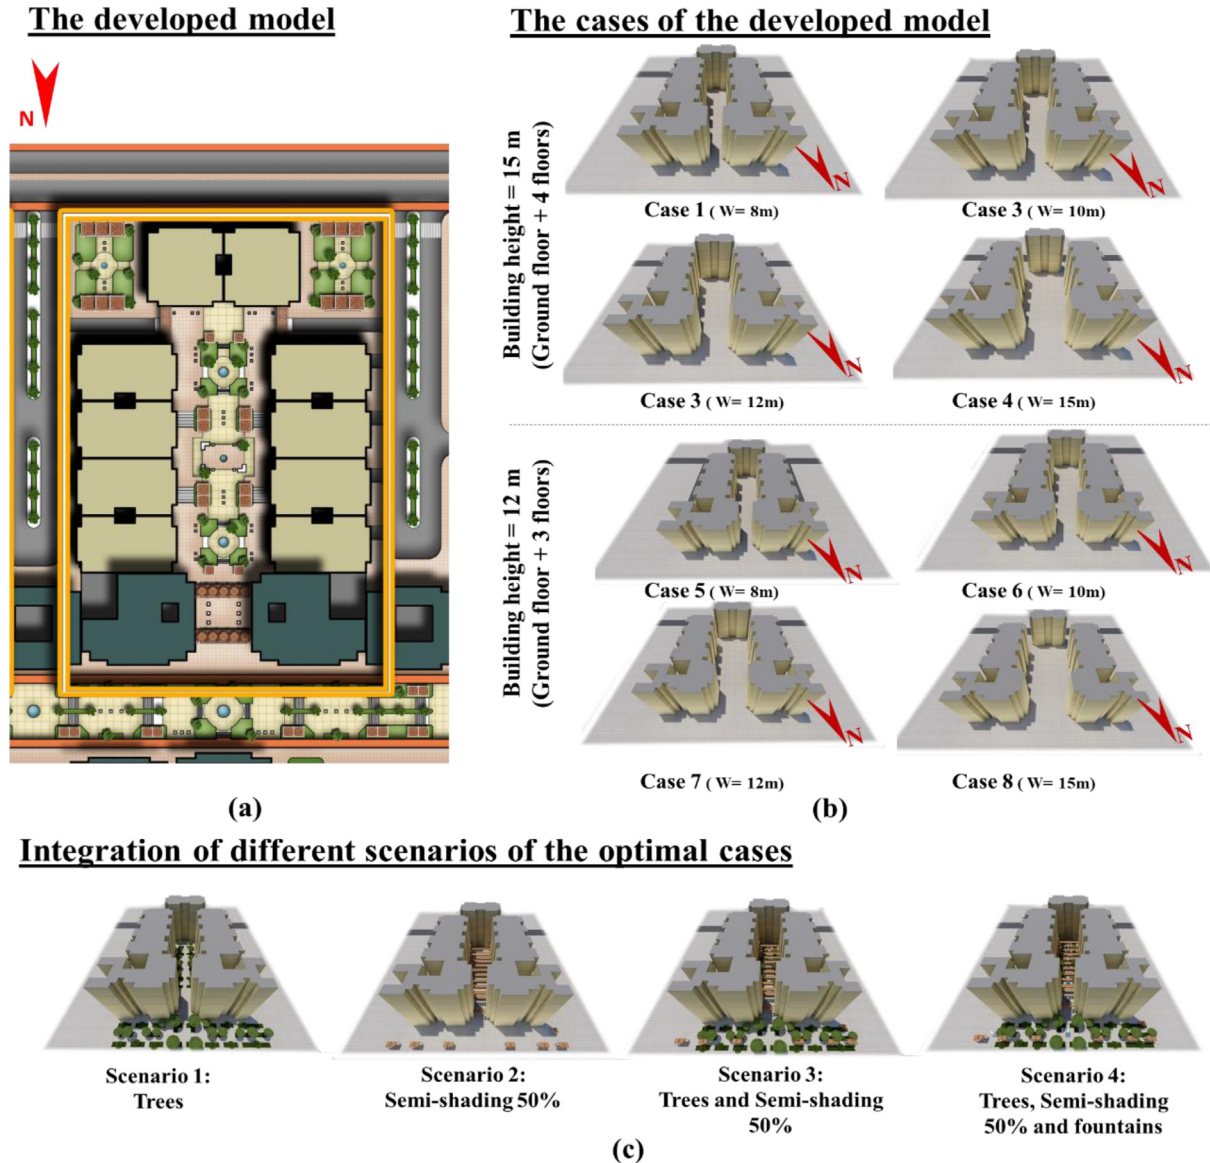 The developed model
The cases of the developed model
N
Building height = 15 m
(Ground floor + 4 floors)
N
N
Case 1 ( W= 8m)
Case 3 ( W= 10m)
N
N
Case 3 ( W= 12m)
Case 4 ( W= 15m)
Building height = 12 m
(Ground floor + 3 floors)
N
N
Case 5 ( W= 8m)
Case 6 ( W= 10m)
N
N
Case 7 ( W= 12m)
Case 8 ( W= 15m)
(a)
(b)
Integration of different scenarios of the optimal cases
Scenario 1:
Trees
Scenario 2:
Semi-shading 50%
Scenario 3:
Trees and Semi-shading
50%
Scenario 4:
Trees, Semi-shading
50% and fountains
(c)